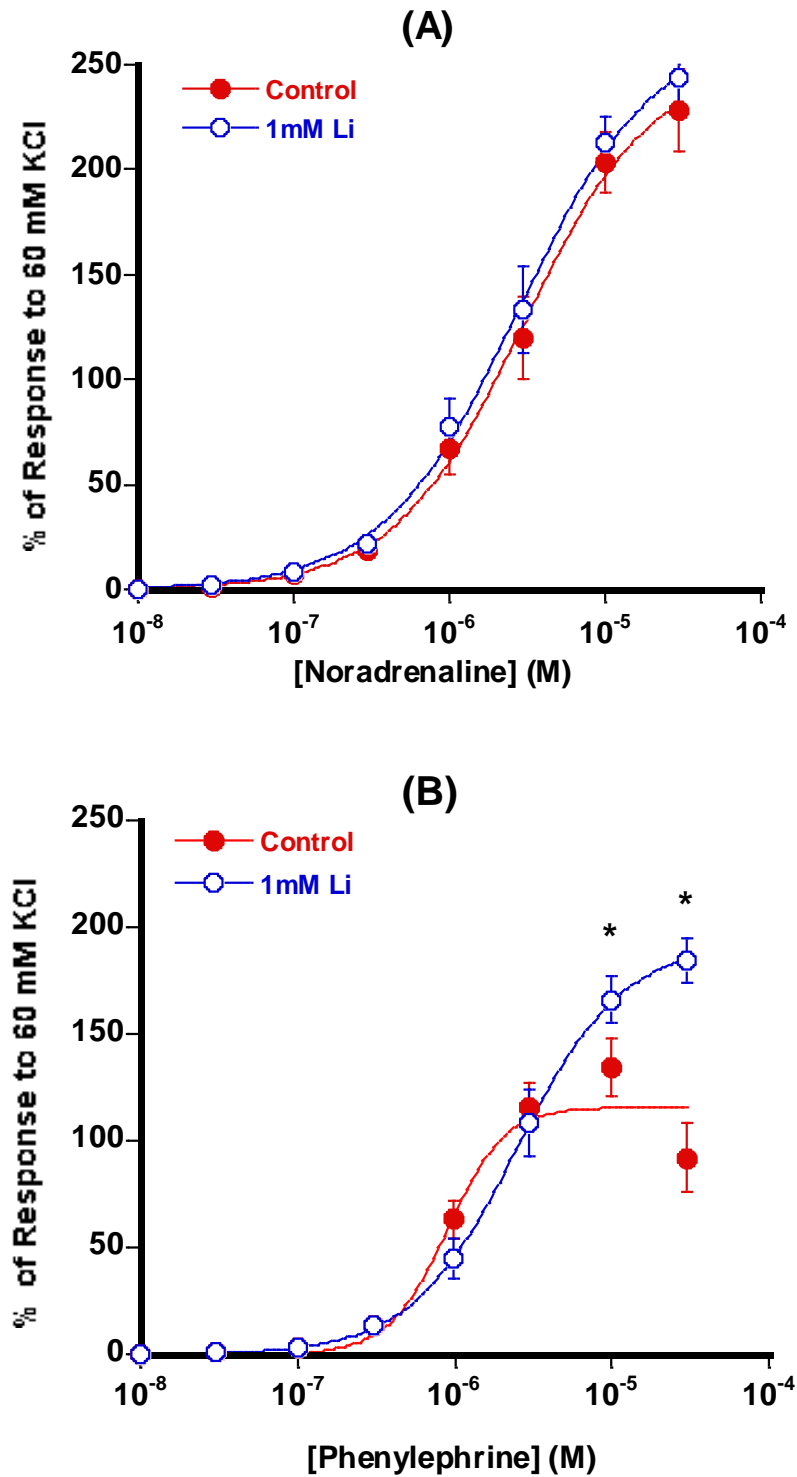 (A)
250
Control
1mM Li
200
150
100
50
0
% of Response to 60 mM KCl
10-8 10-7 10-6 10-5 10-4
[Noradrenaline] (M)
(B)
250
Control
1mM Li
200
*
*
150
100
50
0
% of Response to 60 mM KCl
10-8 10-7 10-6 10-5 10-4
[Phenylephrine] (M)